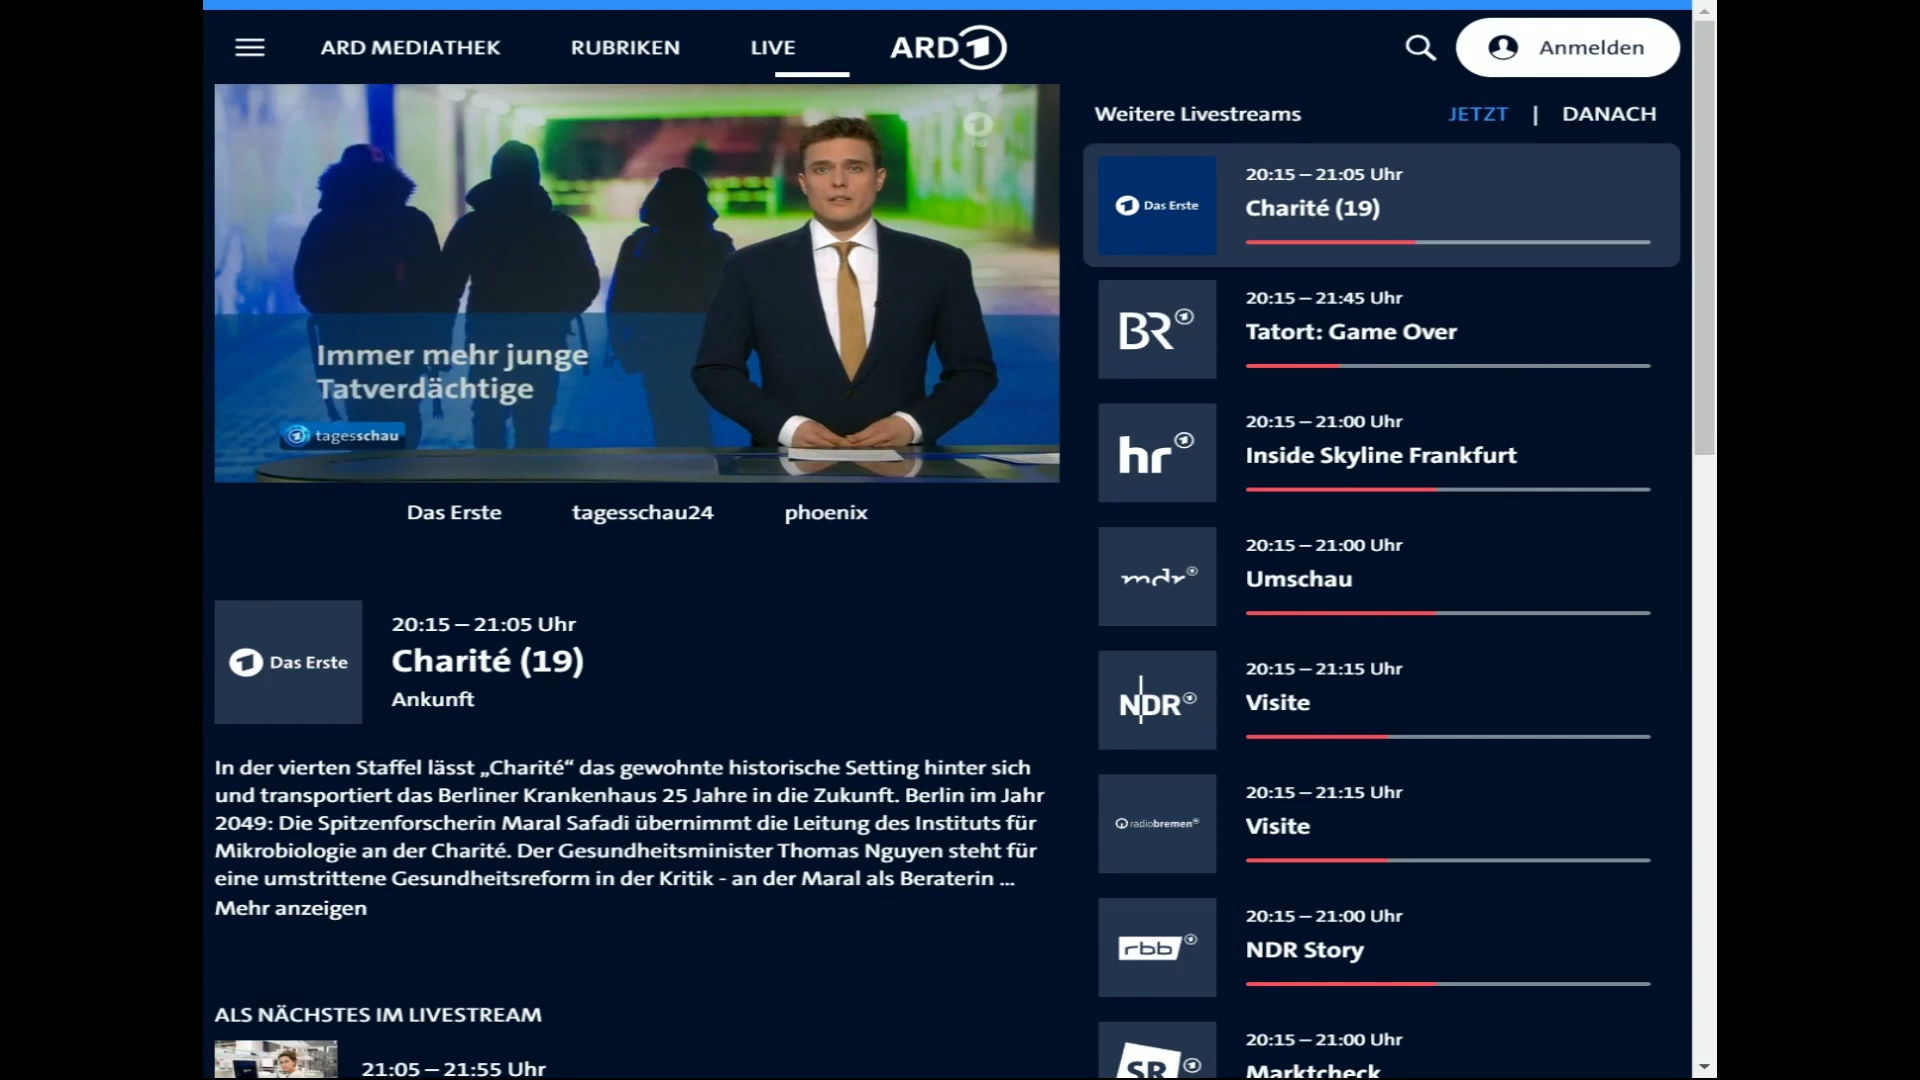 ARD MEDIATHEK
RUBRIKEN
LIVE
ARD 1
Anmelden
1
HD
Immer mehr junge
Tatverdächtige
tagesschau
Das Erste
tagesschau24
phoenix
Das Erste
20:15 – 21:05 Uhr
Charité (19)
Ankunft
In der vierten Staffel lässt „Charité“ das gewohnte historische Setting hinter sich
und transportiert das Berliner Krankenhaus 25 Jahre in die Zukunft. Berlin im Jahr
2049: Die Spitzenforscherin Maral Safadi übernimmt die Leitung des Instituts für
Mikrobiologie an der Charité. Der Gesundheitsminister Thomas Nguyen steht für
eine umstrittene Gesundheitsreform in der Kritik - an der Maral als Beraterin ...
Mehr anzeigen
ALS NÄCHSTES IM LIVESTREAM
21:05 – 21:55 Uhr
Weitere Livestreams
JETZT | DANACH
Das Erste
20:15 – 21:05 Uhr
Charité (19)
BR
20:15 – 21:45 Uhr
Tatort: Game Over
hr
20:15 – 21:00 Uhr
Inside Skyline Frankfurt
mdr
20:15 – 21:00 Uhr
Umschau
NDR
20:15 – 21:15 Uhr
Visite
radiobremen
20:15 – 21:15 Uhr
Visite
rbb
20:15 – 21:00 Uhr
NDR Story
SR
20:15 – 21:00 Uhr
Marktcheck